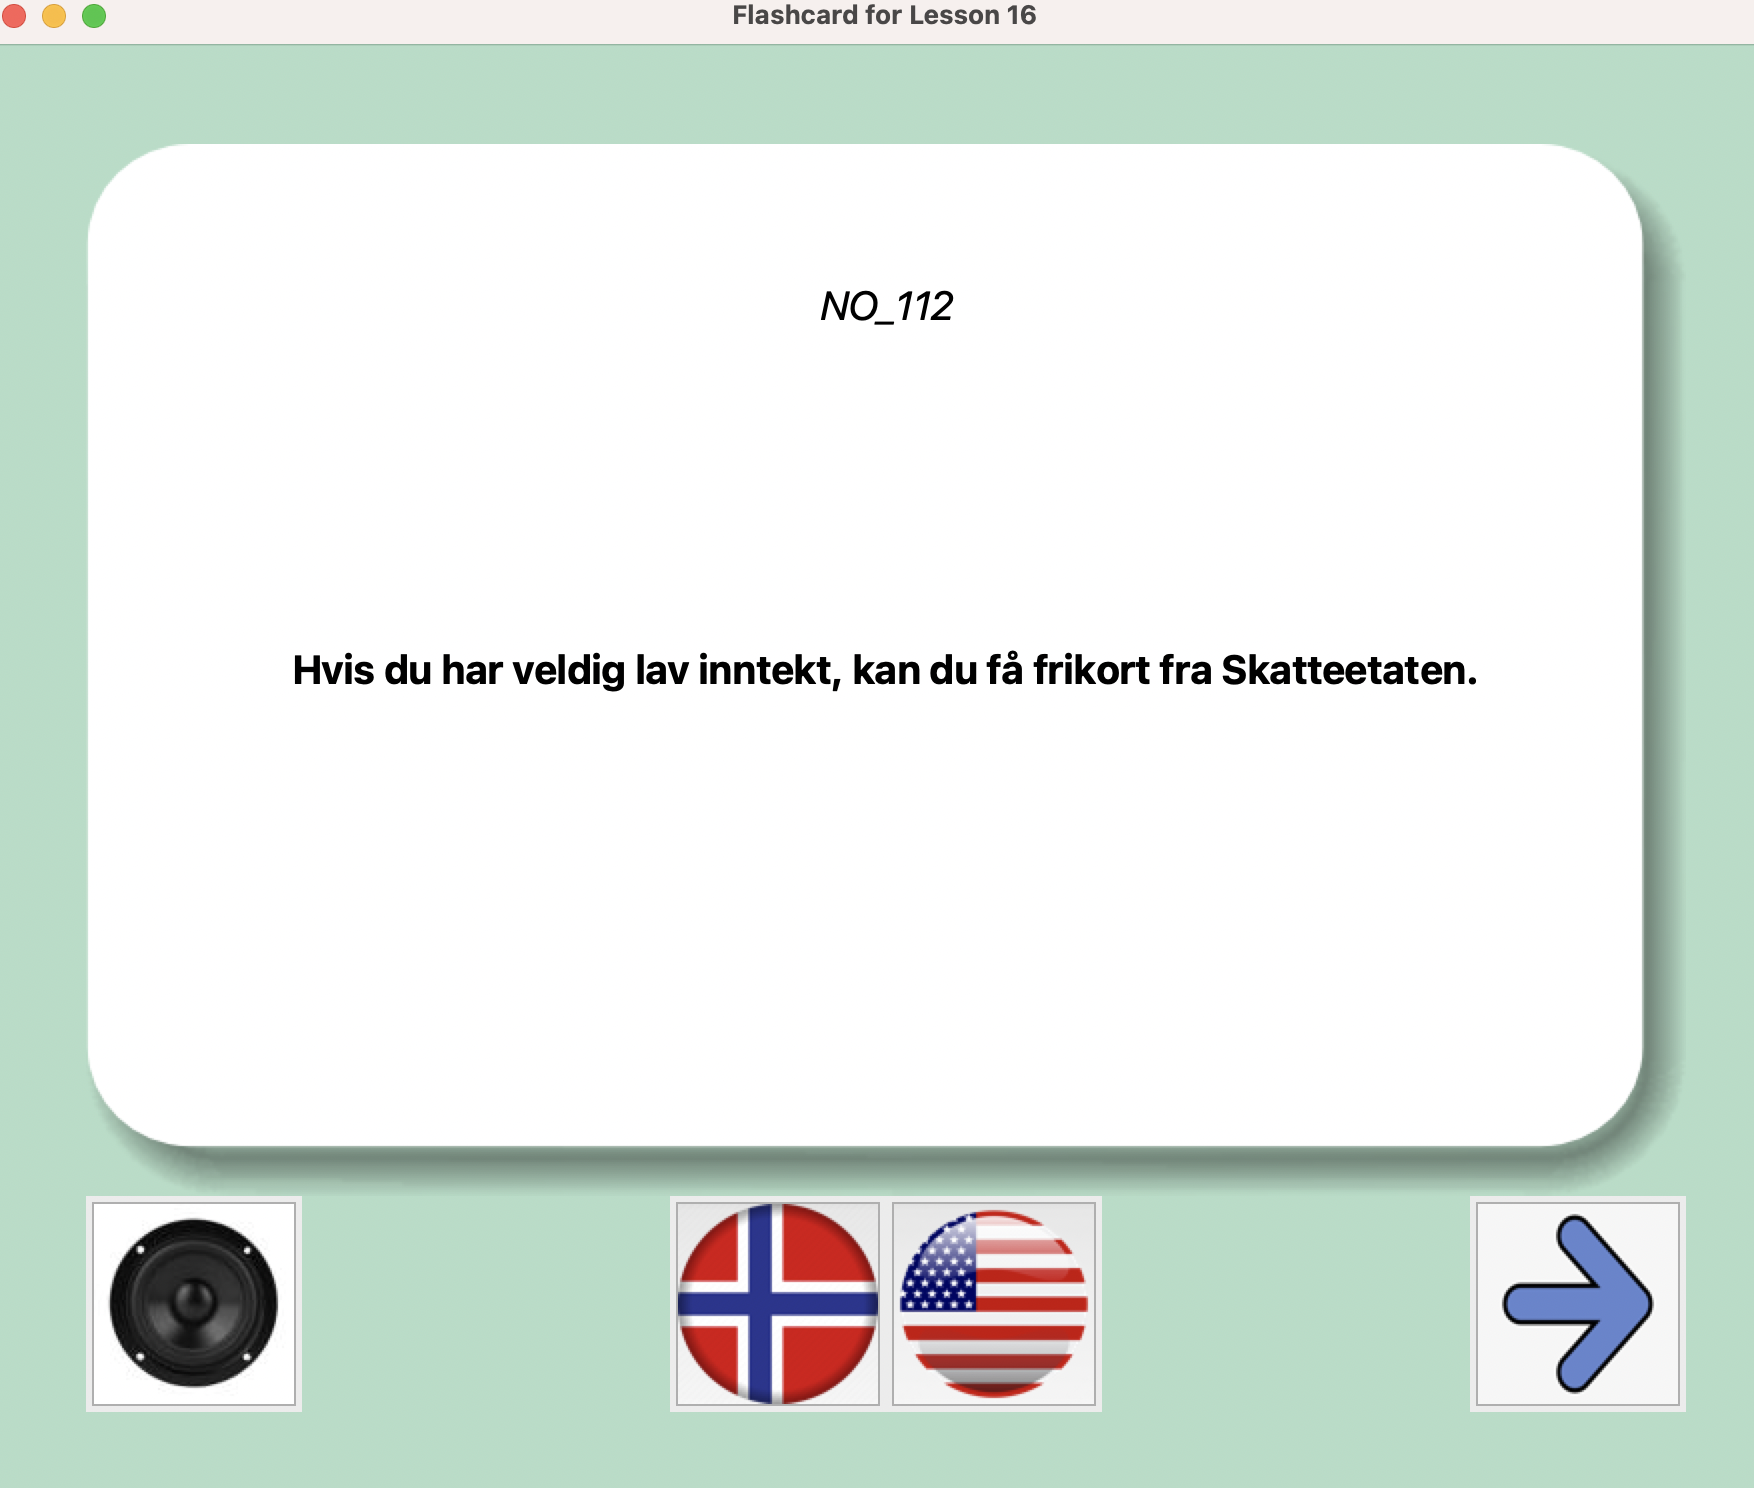 Flashcard for Lesson 16
NO_112
Hvis du har veldig lav inntekt, kan du få frikort fra Skatteetaten.